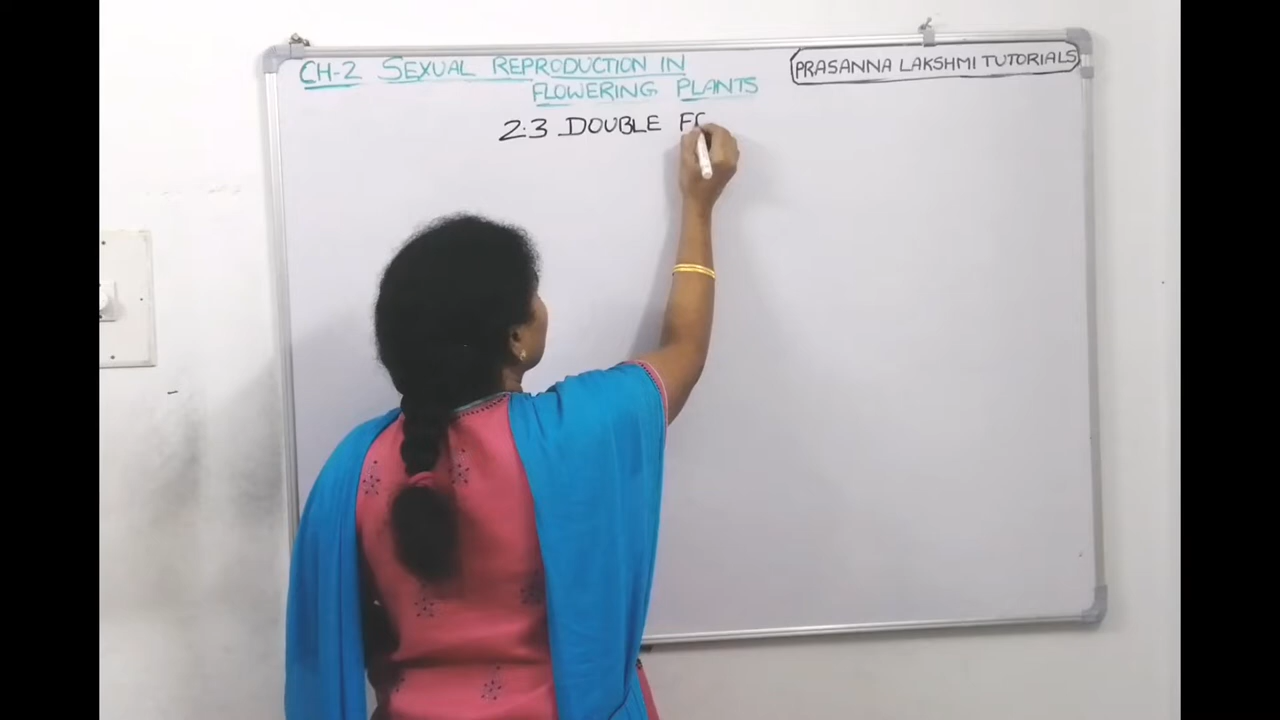 CH-2 SEXUAL REPRODUCTION IN
FLOWERING PLANTS
PRASANNA LAKSHMI TUTORIALS
2.3 DOUBLE